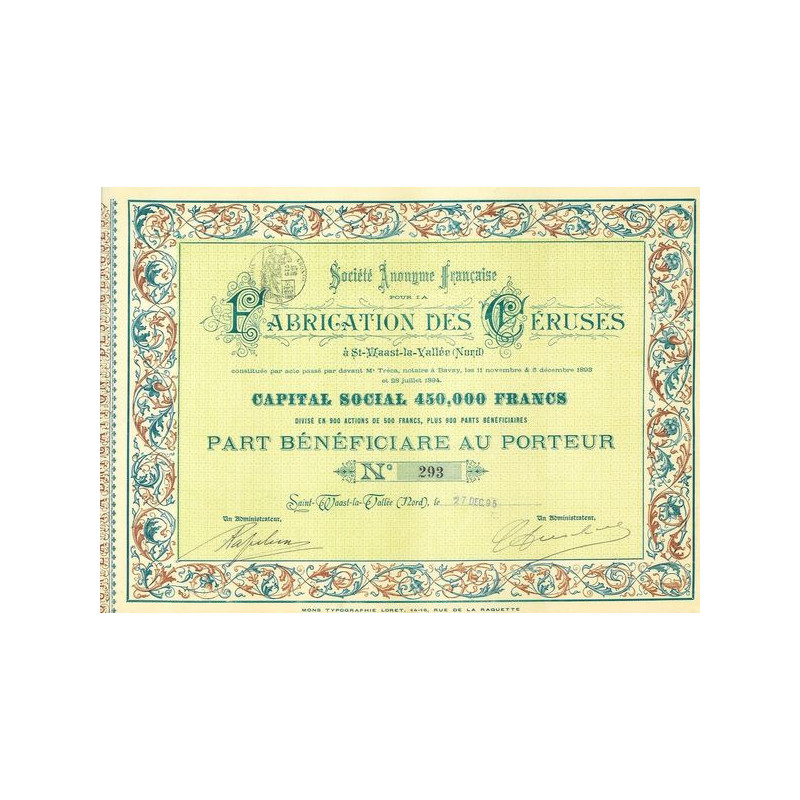 Société Anonyme Française
POUR LA
FABRICATION DES CÉRUSES
à St-Waast-la-Vallée (Nord)
constituée par acte passé par devant Me Tréca, notaire à Bavay, les 11 novembre & 5 décembre 1893
et 28 juillet 1894.
CAPITAL SOCIAL 450,000 FRANCS
DIVISÉ EN 900 ACTIONS DE 500 FRANCS, PLUS 900 PARTS BÉNÉFICIAIRES
PART BÉNÉFICIARE AU PORTEUR
No 293
Saint-Waast-la-Vallée (Nord), le 27 DEC. 95
Un Administrateur, Un Administrateur,
MONS TYPOGRAPHIE LORET, 14-16, RUE DE LA RAQUETTE